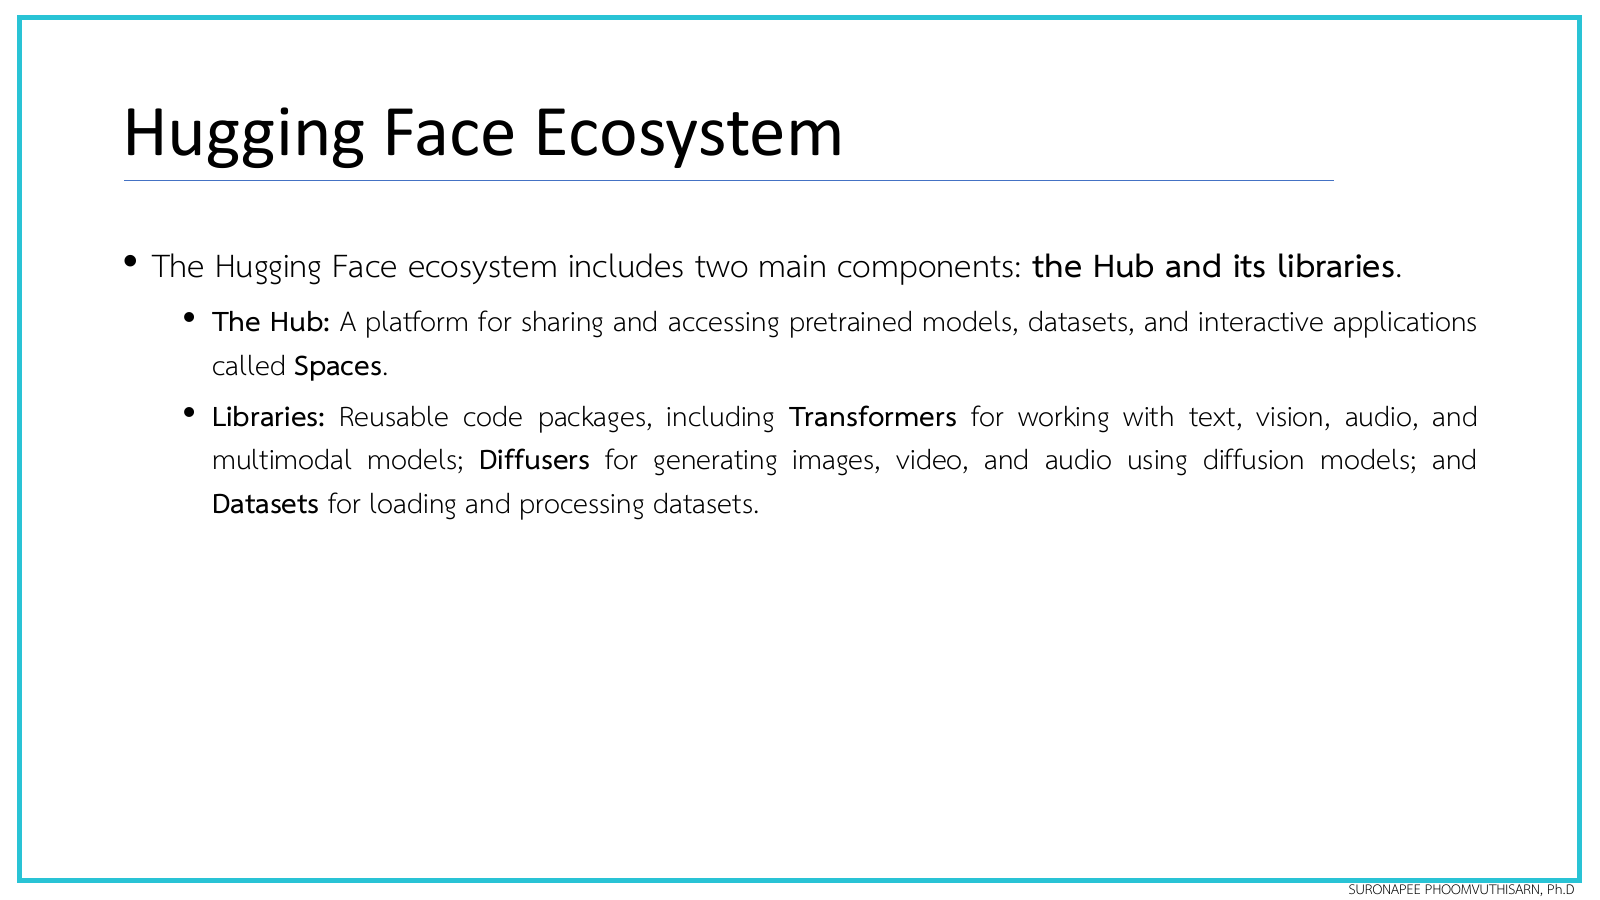 Hugging Face Ecosystem
• The Hugging Face ecosystem includes two main components: the Hub and its libraries.
• The Hub: A platform for sharing and accessing pretrained models, datasets, and interactive applications
called Spaces.
• Libraries: Reusable code packages, including Transformers for working with text, vision, audio, and
multimodal models; Diffusers for generating images, video, and audio using diffusion models; and
Datasets for loading and processing datasets.
SURONAPEE PHOOMVUTHISARN, Ph.D